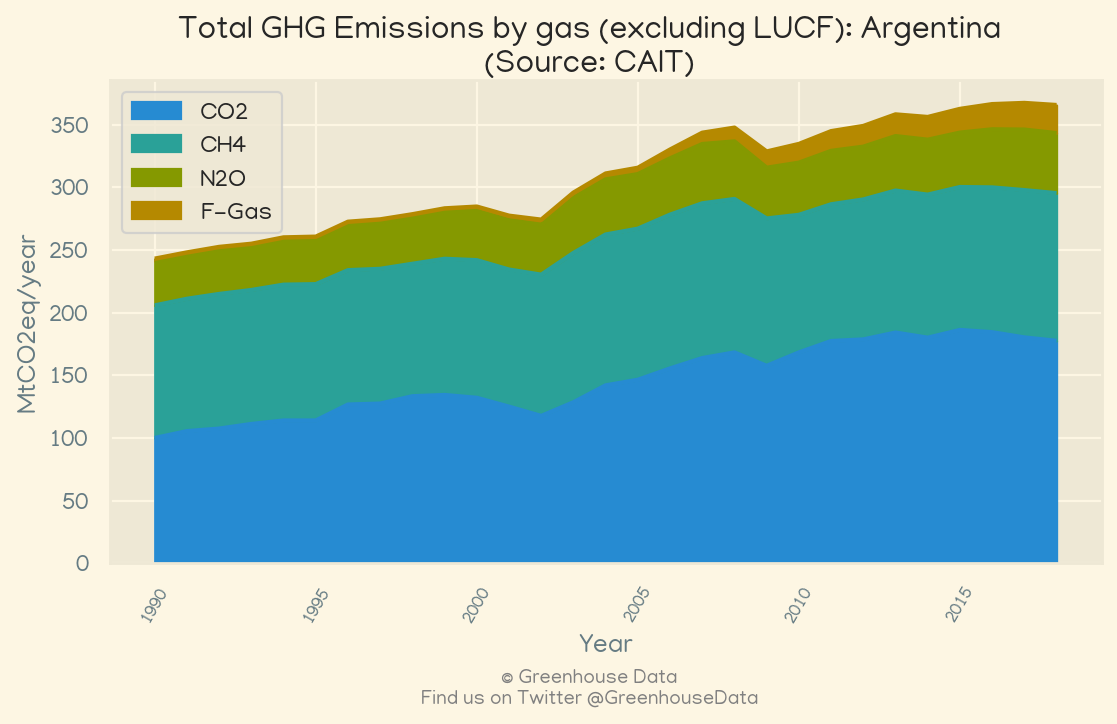 Total GHG Emissions by gas (excluding LUCF): Argentina
(Source: CAIT)
CO2
CH4
N2O
F-Gas
MtCO2eq/year
350
300
250
200
150
100
50
0
1990
1995
2000
2005
2010
2015
Year
© Greenhouse Data
Find us on Twitter @GreenhouseData